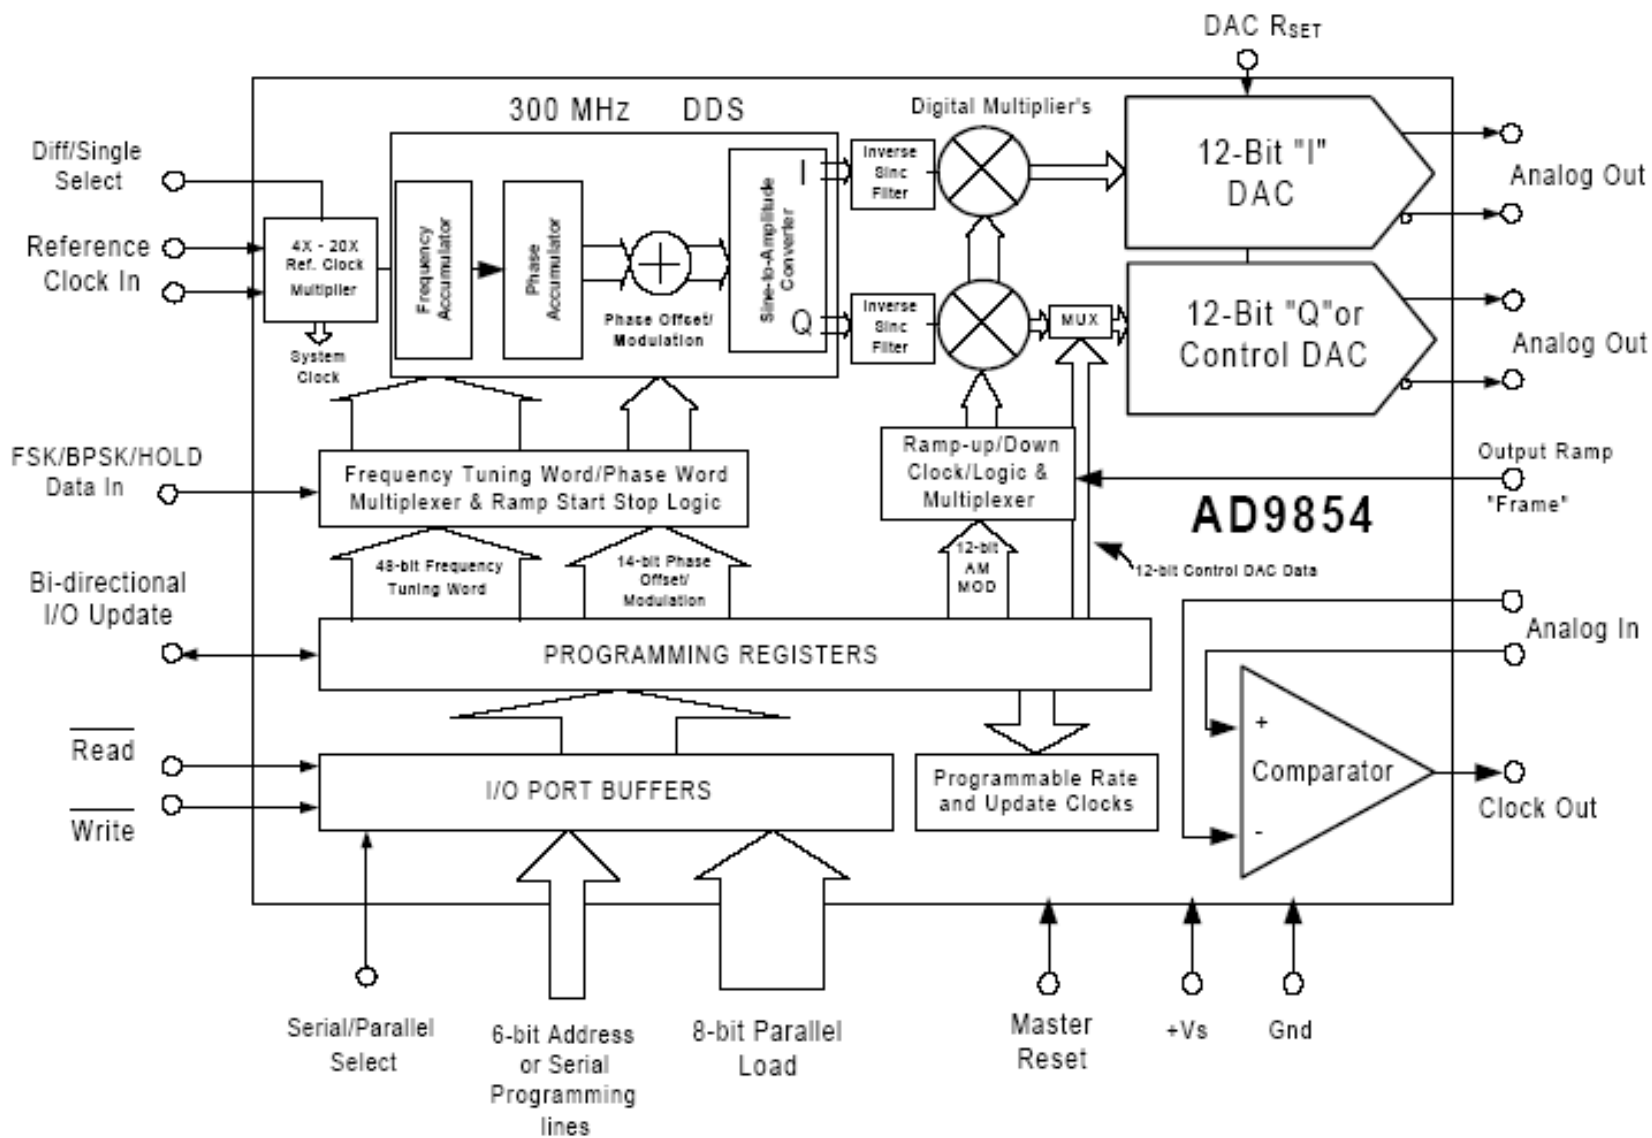 DAC RSET
300 MHz DDS
Digital Multiplier's
Diff/Single
Select
Reference
Clock In
4X - 20X
Ref. Clock
Multiplier
System
Clock
Frequency
Accumulator
Phase
Accumulator
Phase Offset/
Modulation
Sine-to-Amplitude
Converter
I
Q
Inverse
Sinc
Filter
Inverse
Sinc
Filter
MUX
12-Bit "I"
DAC
12-Bit "Q"or
Control DAC
Analog Out
Analog Out
FSK/BPSK/HOLD
Data In
Frequency Tuning Word/Phase Word
Multiplexer & Ramp Start Stop Logic
Ramp-up/Down
Clock/Logic &
Multiplexer
Output Ramp
"Frame"
AD9854
48-bit Frequency
Tuning Word
14-bit Phase
Offset/
Modulation
12-bit
AM
MOD
12-bit Control DAC Data
Bi-directional
I/O Update
PROGRAMMING REGISTERS
Analog In
Read
Write
I/O PORT BUFFERS
Programmable Rate
and Update Clocks
+
Comparator
-
Clock Out
Serial/Parallel
Select
6-bit Address
or Serial
Programming
lines
8-bit Parallel
Load
Master
Reset
+Vs
Gnd